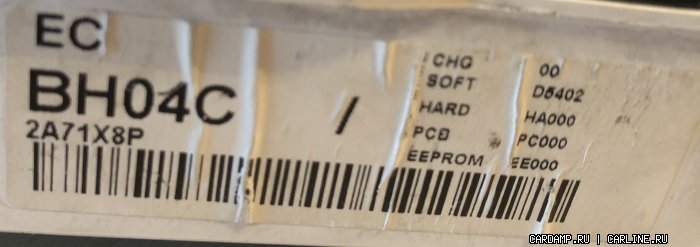 EC
BH04C /
2A71X8P
CHG 00
SOFT D5402
HARD HA000
PCB PC000
EEPROM EE000
CARDAMP.RU | CARLINE.RU